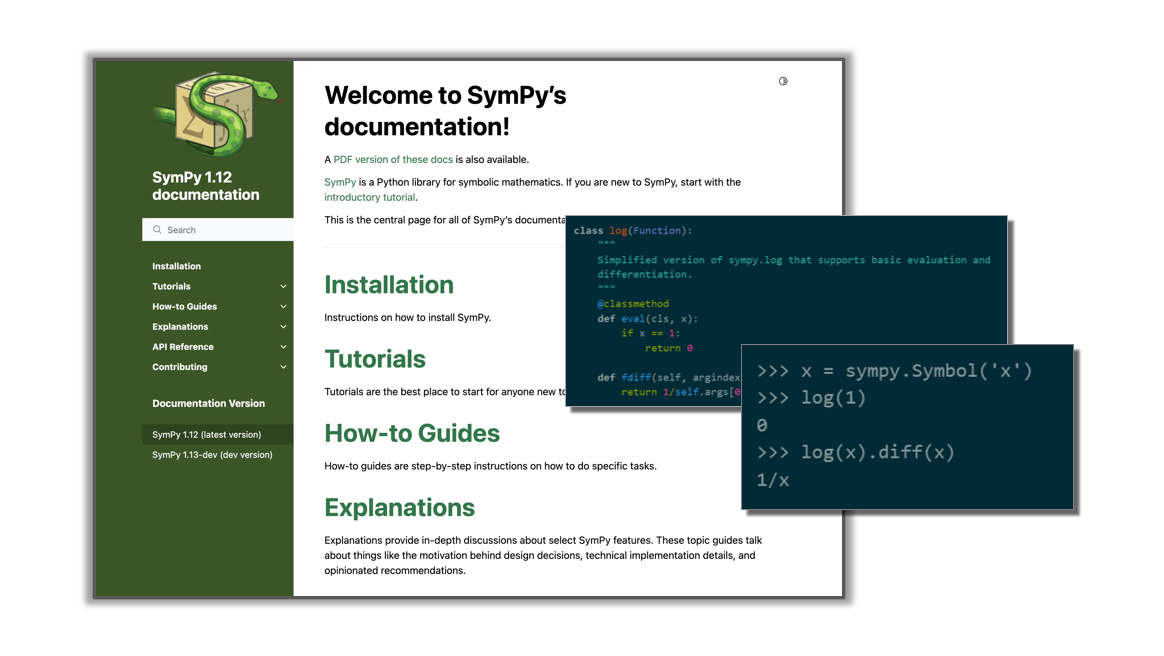 SymPy 1.12
documentation
Search
Installation
Tutorials
How-to Guides
Explanations
API Reference
Contributing
Documentation Version
SymPy 1.12 (latest version)
SymPy 1.13-dev (dev version)
Welcome to SymPy's
documentation!
A PDF version of these docs is also available.
SymPy is a Python library for symbolic mathematics. If you are new to SymPy, start with the
introductory tutorial.
This is the central page for all of SymPy's
Installation
Instructions on how to install SymPy.
Tutorials
Tutorials are the best place to start for anyone new
How-to Guides
How-to guides are step-by-step instructions on how to do specific tasks.
Explanations
Explanations provide in-depth discussions about select SymPy features. These topic guides talk
about things like the motivation behind design decisions, technical implementation details, and
opinionated recommendations.
class log(Function):
"""
Simplified version of sympy.log that supports basic evaluation and
differentiation.
"""
@classmethod
def eval(cls, x):
if x == 1:
return 0
def fdiff(self, argindex
return 1/self.args[0
>>> x = sympy.Symbol('x')
>>> log(1)
0
>>> log(x).diff(x)
1/x